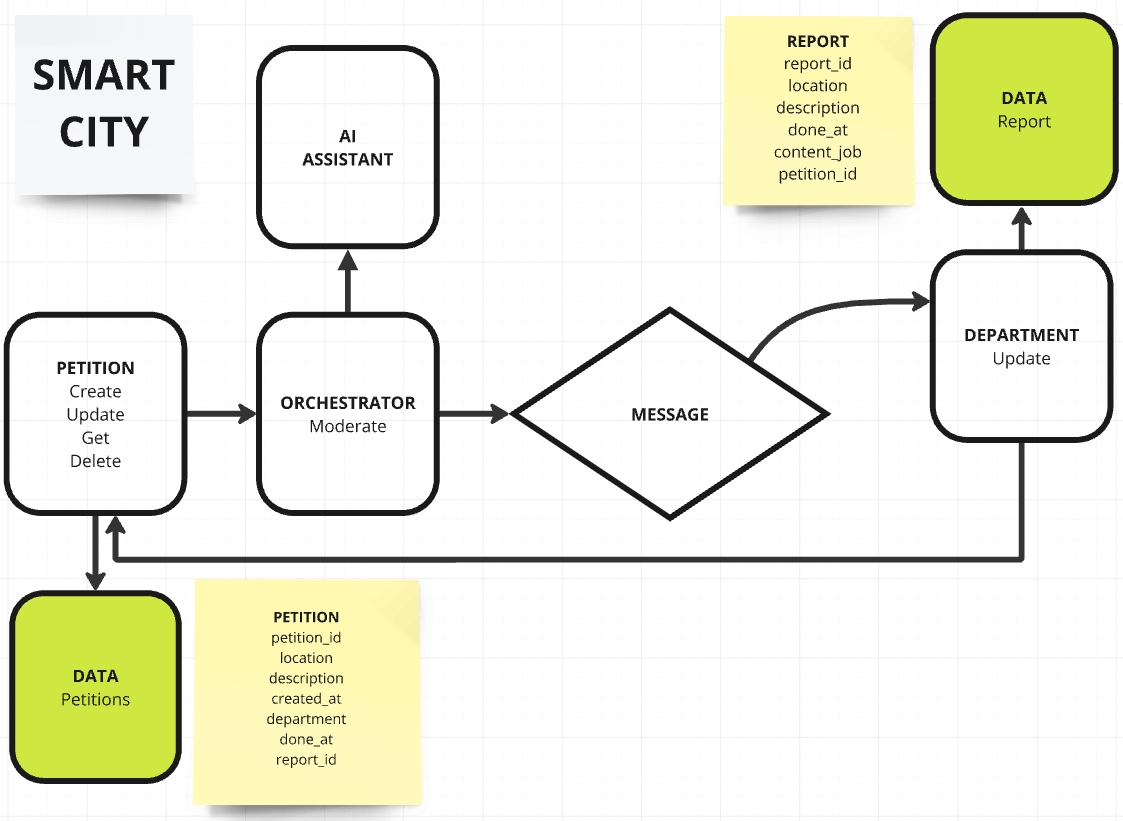 SMART
CITY
AI
ASSISTANT
REPORT
report_id
location
description
done_at
content_job
petition_id
DATA
Report
PETITION
Create
Update
Get
Delete
ORCHESTRATOR
Moderate
MESSAGE
DEPARTMENT
Update
DATA
Petitions
PETITION
petition_id
location
description
created_at
department
done_at
report_id